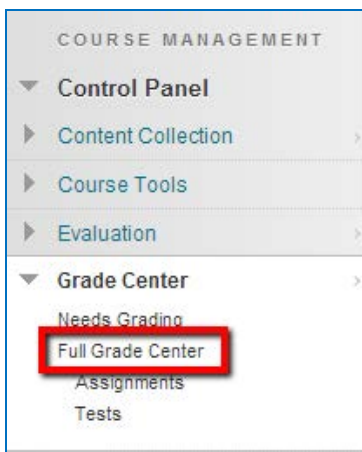 COURSE MANAGEMENT
Control Panel
Content Collection
Course Tools
Evaluation
Grade Center
Needs Grading
Full Grade Center
Assignments
Tests